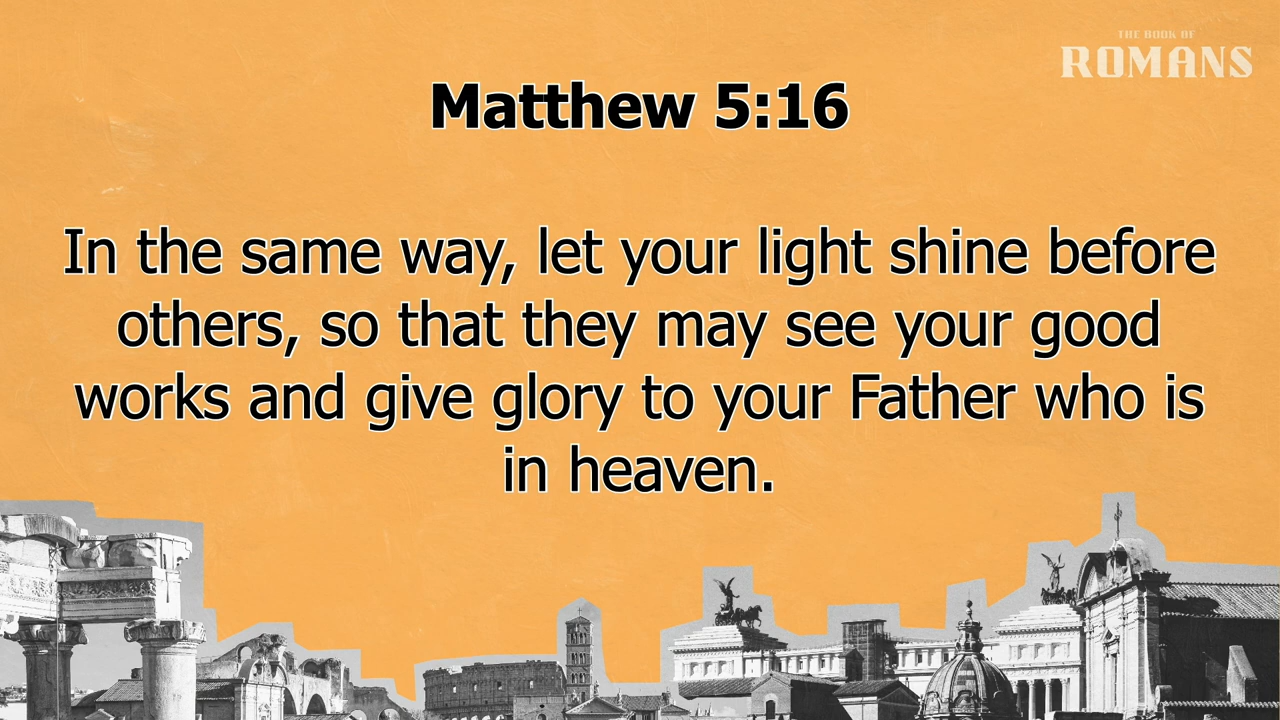 THE BOOK OF
ROMANS
Matthew 5:16
In the same way, let your light shine before
others, so that they may see your good
works and give glory to your Father who is
in heaven.